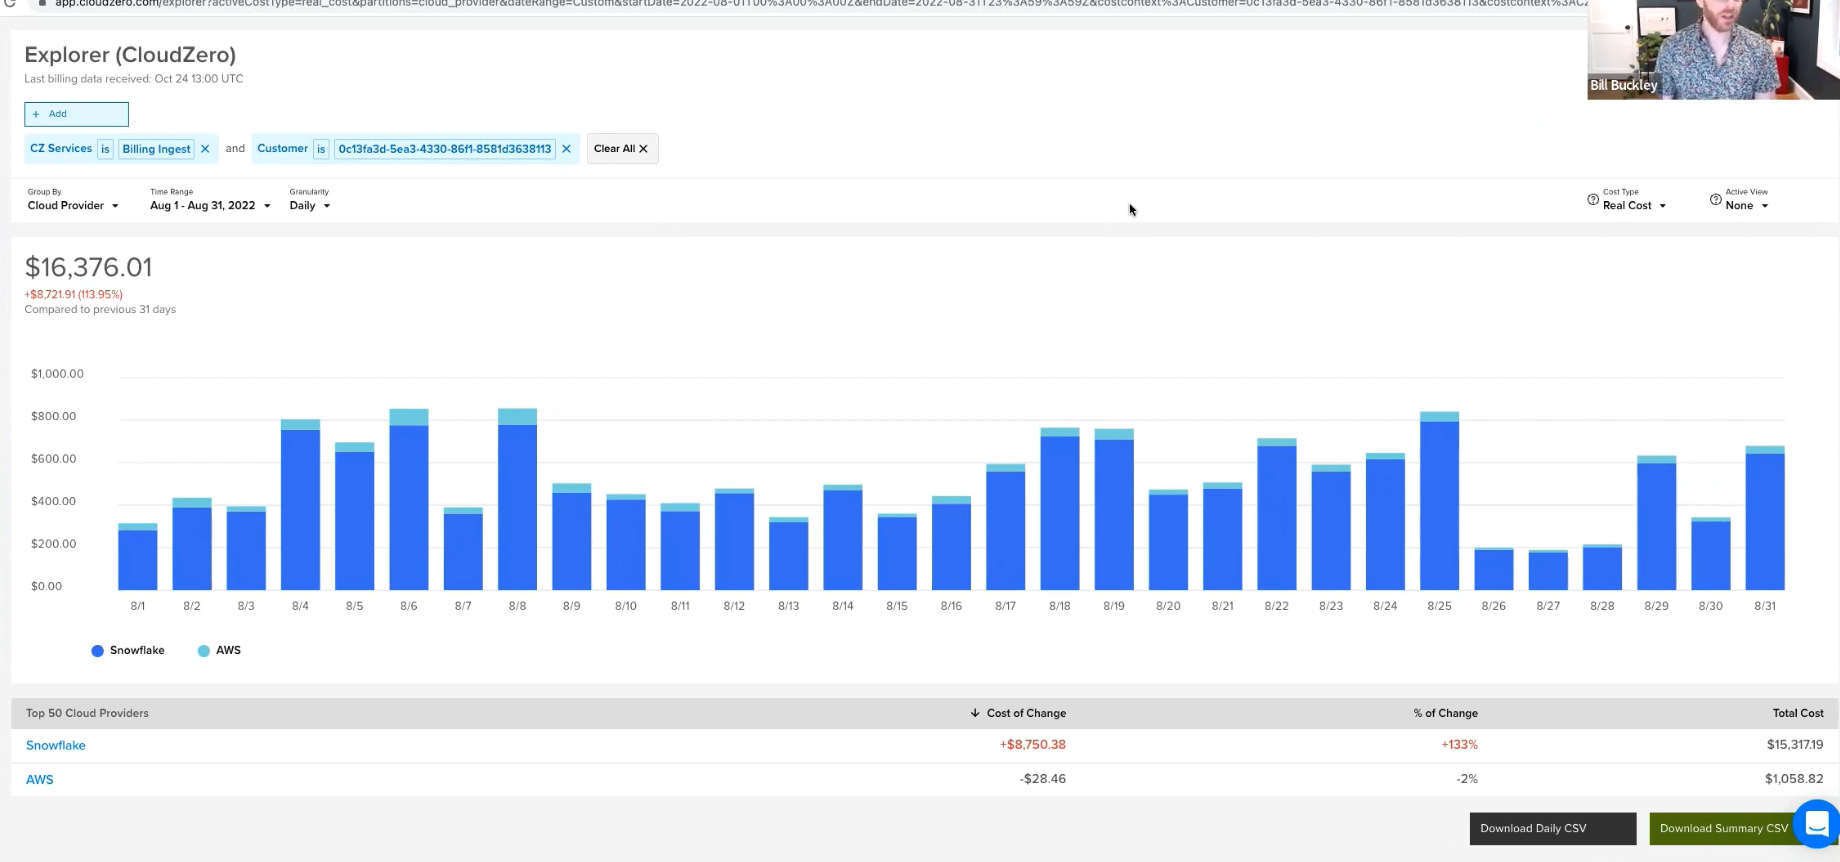 app.cloudzero.com/explorer?activeCostType=real_cost&partitions=cloud_provider&dateRange=Custom&startDate=2022-08-01T00%3A00%3A00Z&endDate=2022-08-31T23%3A59%3A59Z&costcontext%3ACustomer=0c13fa3d-5ea3-4330-86f1-8581d3638113&costcontext%3ACZ
Explorer (CloudZero)
Last billing data received: Oct 24 13:00 UTC
Bill Buckley
+ Add
CZ Services is Billing Ingest × and Customer is 0c13fa3d-5ea3-4330-86f1-8581d3638113 × Clear All ×
Group By Time Range Granularity Cost Type Active View
Cloud Provider Aug 1 - Aug 31, 2022 Daily Real Cost None
$16,376.01
+$8,721.91 (113.95%)
Compared to previous 31 days
$1,000.00
$800.00
$600.00
$400.00
$200.00
$0.00
8/1 8/2 8/3 8/4 8/5 8/6 8/7 8/8 8/9 8/10 8/11 8/12 8/13 8/14 8/15 8/16 8/17 8/18 8/19 8/20 8/21 8/22 8/23 8/24 8/25 8/26 8/27 8/28 8/29 8/30 8/31
Snowflake AWS
Top 50 Cloud Providers ↓ Cost of Change % of Change Total Cost
Snowflake +$8,750.38 +133% $15,317.19
AWS -$28.46 -2% $1,058.82
Download Daily CSV Download Summary CSV